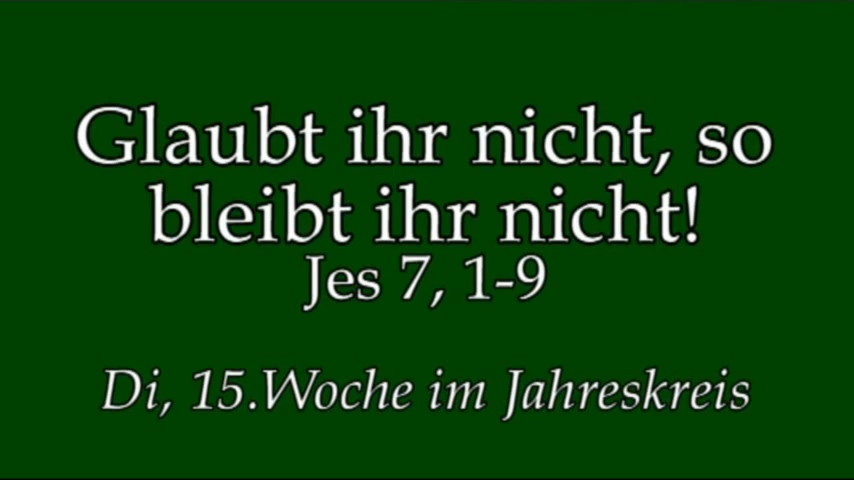 Glaubt ihr nicht, so
bleibt ihr nicht!
Jes 7, 1-9
Di, 15.Woche im Jahreskreis